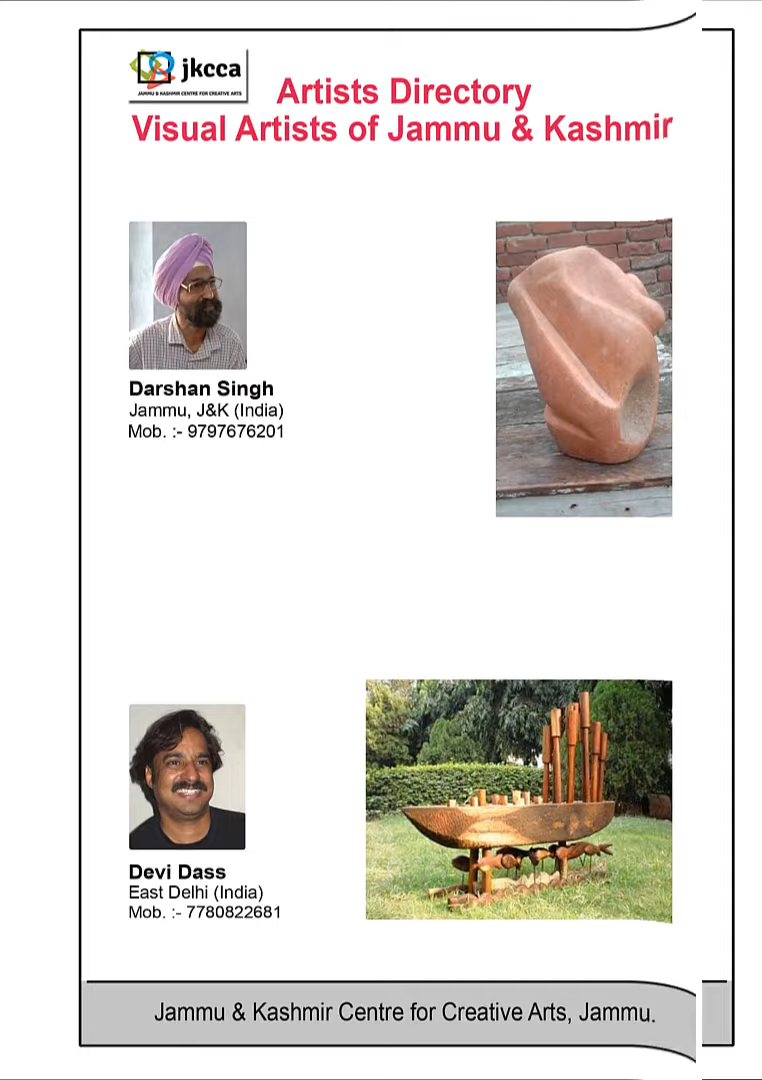 jkcca
JAMMU & KASHMIR CENTRE FOR CREATIVE ARTS
Artists Directory
Visual Artists of Jammu & Kashmir
Darshan Singh
Jammu, J&K (India)
Mob. :- 9797676201
Devi Dass
East Delhi (India)
Mob. :- 7780822681
Jammu & Kashmir Centre for Creative Arts, Jammu.